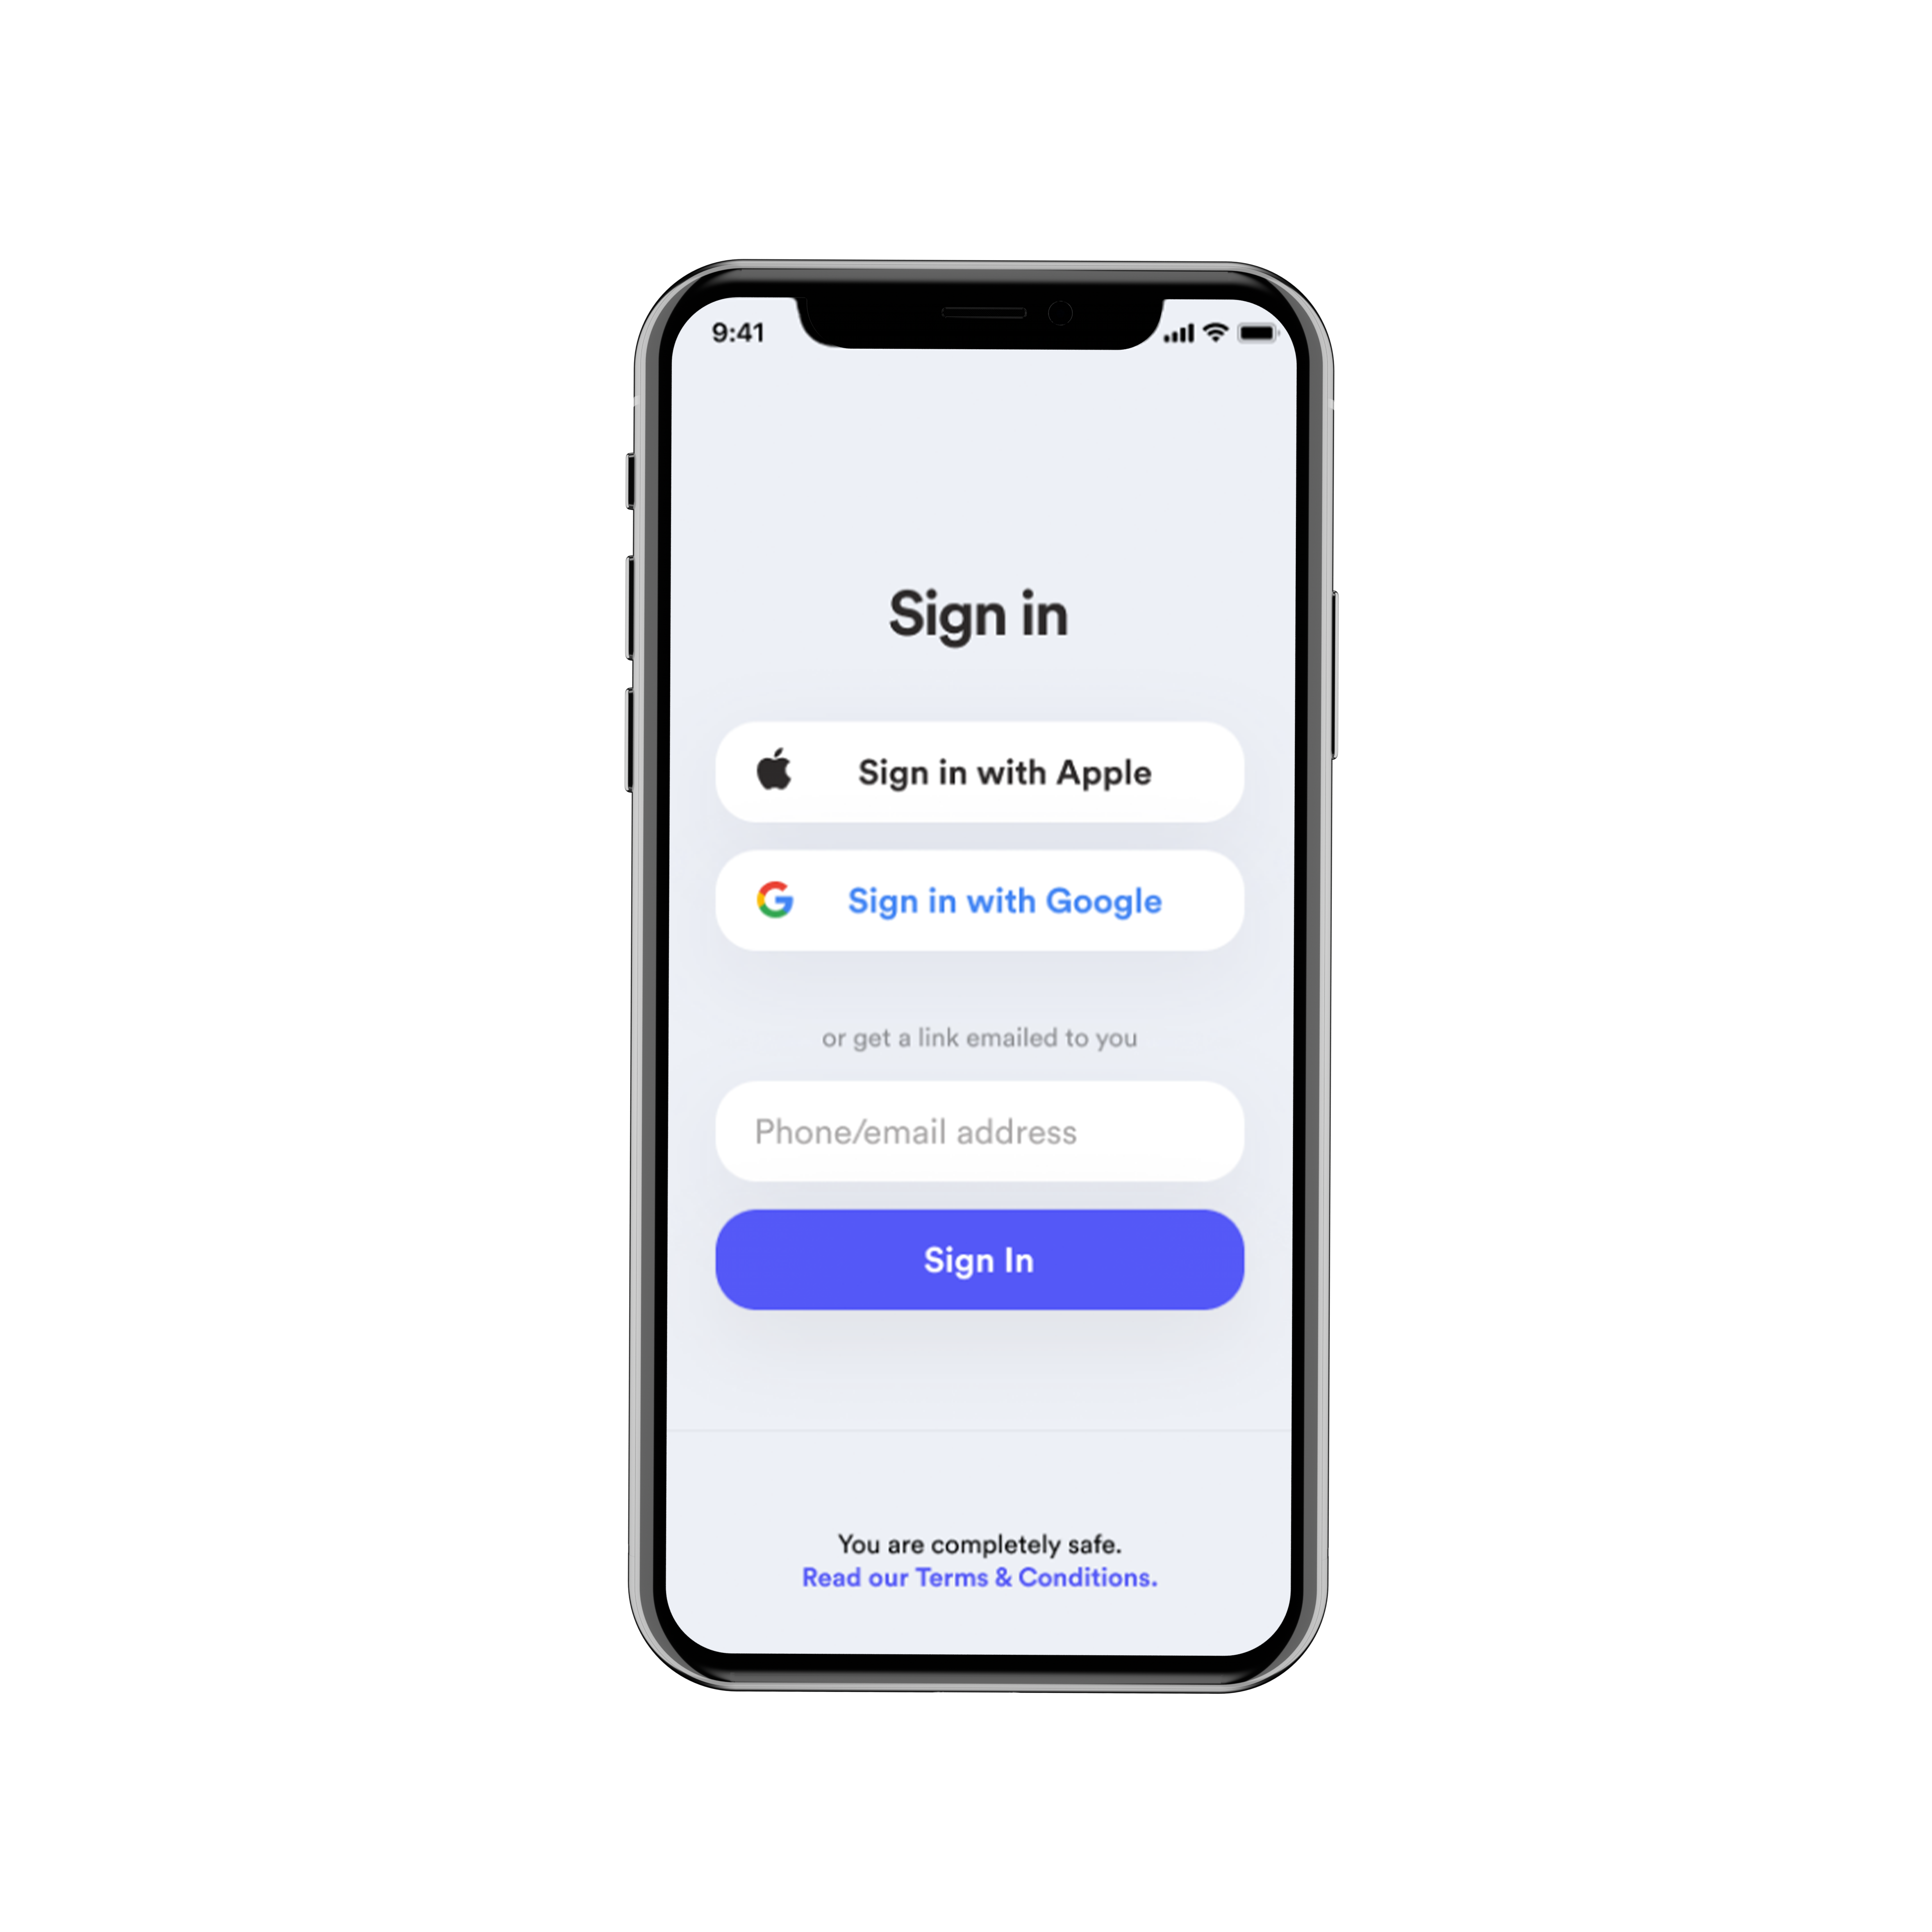 9:41
Sign in
Sign in with Apple
Sign in with Google
or get a link emailed to you
Phone/email address
Sign In
You are completely safe.
Read our Terms & Conditions.